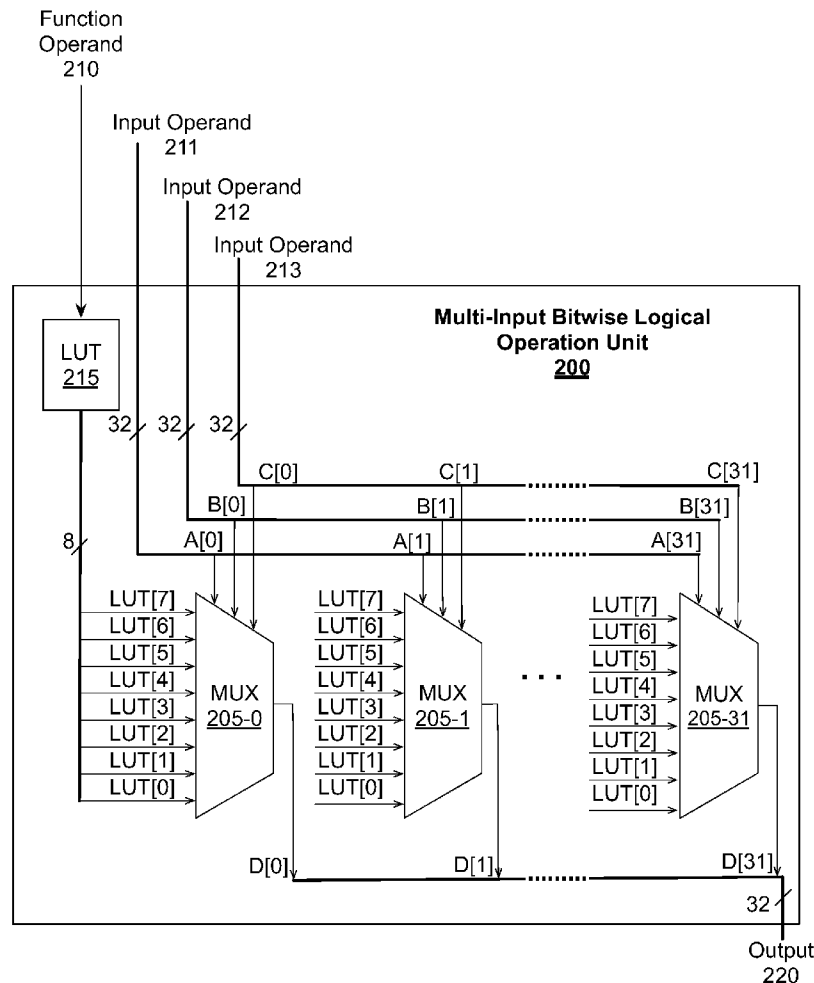 Function
Operand
210
Input Operand
211
Input Operand
212
Input Operand
213
Multi-Input Bitwise Logical
Operation Unit
200
LUT
215
32
32
32
C[0]
C[1]
C[31]
B[0]
B[1]
B[31]
8
A[0]
A[1]
A[31]
LUT[7]
LUT[6]
LUT[5]
LUT[4]
LUT[3]
LUT[2]
LUT[1]
LUT[0]
MUX
205-0
LUT[7]
LUT[6]
LUT[5]
LUT[4]
LUT[3]
LUT[2]
LUT[1]
LUT[0]
MUX
205-1
LUT[7]
LUT[6]
LUT[5]
LUT[4]
LUT[3]
LUT[2]
LUT[1]
LUT[0]
MUX
205-31
D[0]
D[1]
D[31]
32
Output
220